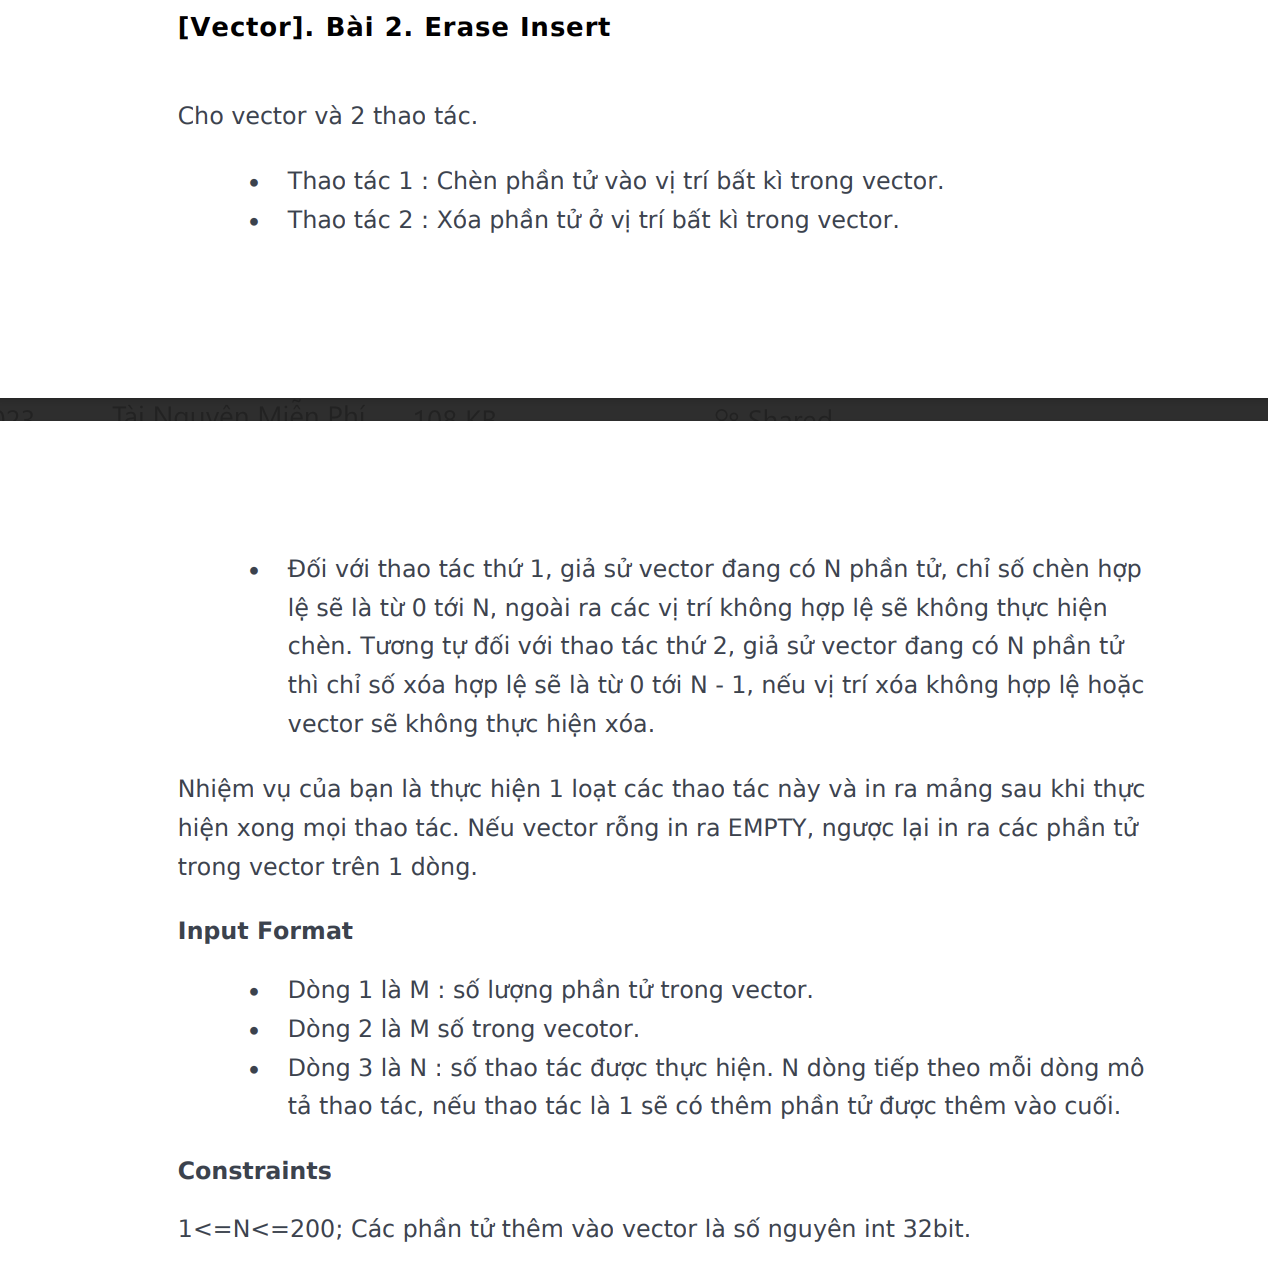 [Vector]. Bài 2. Erase Insert
Cho vector và 2 thao tác.
• Thao tác 1 : Chèn phần tử vào vị trí bất kì trong vector.
• Thao tác 2 : Xóa phần tử ở vị trí bất kì trong vector.
Tài Nguyên Miễn Phí 108 KB Shared
• Đối với thao tác thứ 1, giả sử vector đang có N phần tử, chỉ số chèn hợp
lệ sẽ là từ 0 tới N, ngoài ra các vị trí không hợp lệ sẽ không thực hiện
chèn. Tương tự đối với thao tác thứ 2, giả sử vector đang có N phần tử
thì chỉ số xóa hợp lệ sẽ là từ 0 tới N - 1, nếu vị trí xóa không hợp lệ hoặc
vector sẽ không thực hiện xóa.
Nhiệm vụ của bạn là thực hiện 1 loạt các thao tác này và in ra mảng sau khi thực
hiện xong mọi thao tác. Nếu vector rỗng in ra EMPTY, ngược lại in ra các phần tử
trong vector trên 1 dòng.
Input Format
• Dòng 1 là M : số lượng phần tử trong vector.
• Dòng 2 là M số trong vecotor.
• Dòng 3 là N : số thao tác được thực hiện. N dòng tiếp theo mỗi dòng mô
tả thao tác, nếu thao tác là 1 sẽ có thêm phần tử được thêm vào cuối.
Constraints
1<=N<=200; Các phần tử thêm vào vector là số nguyên int 32bit.